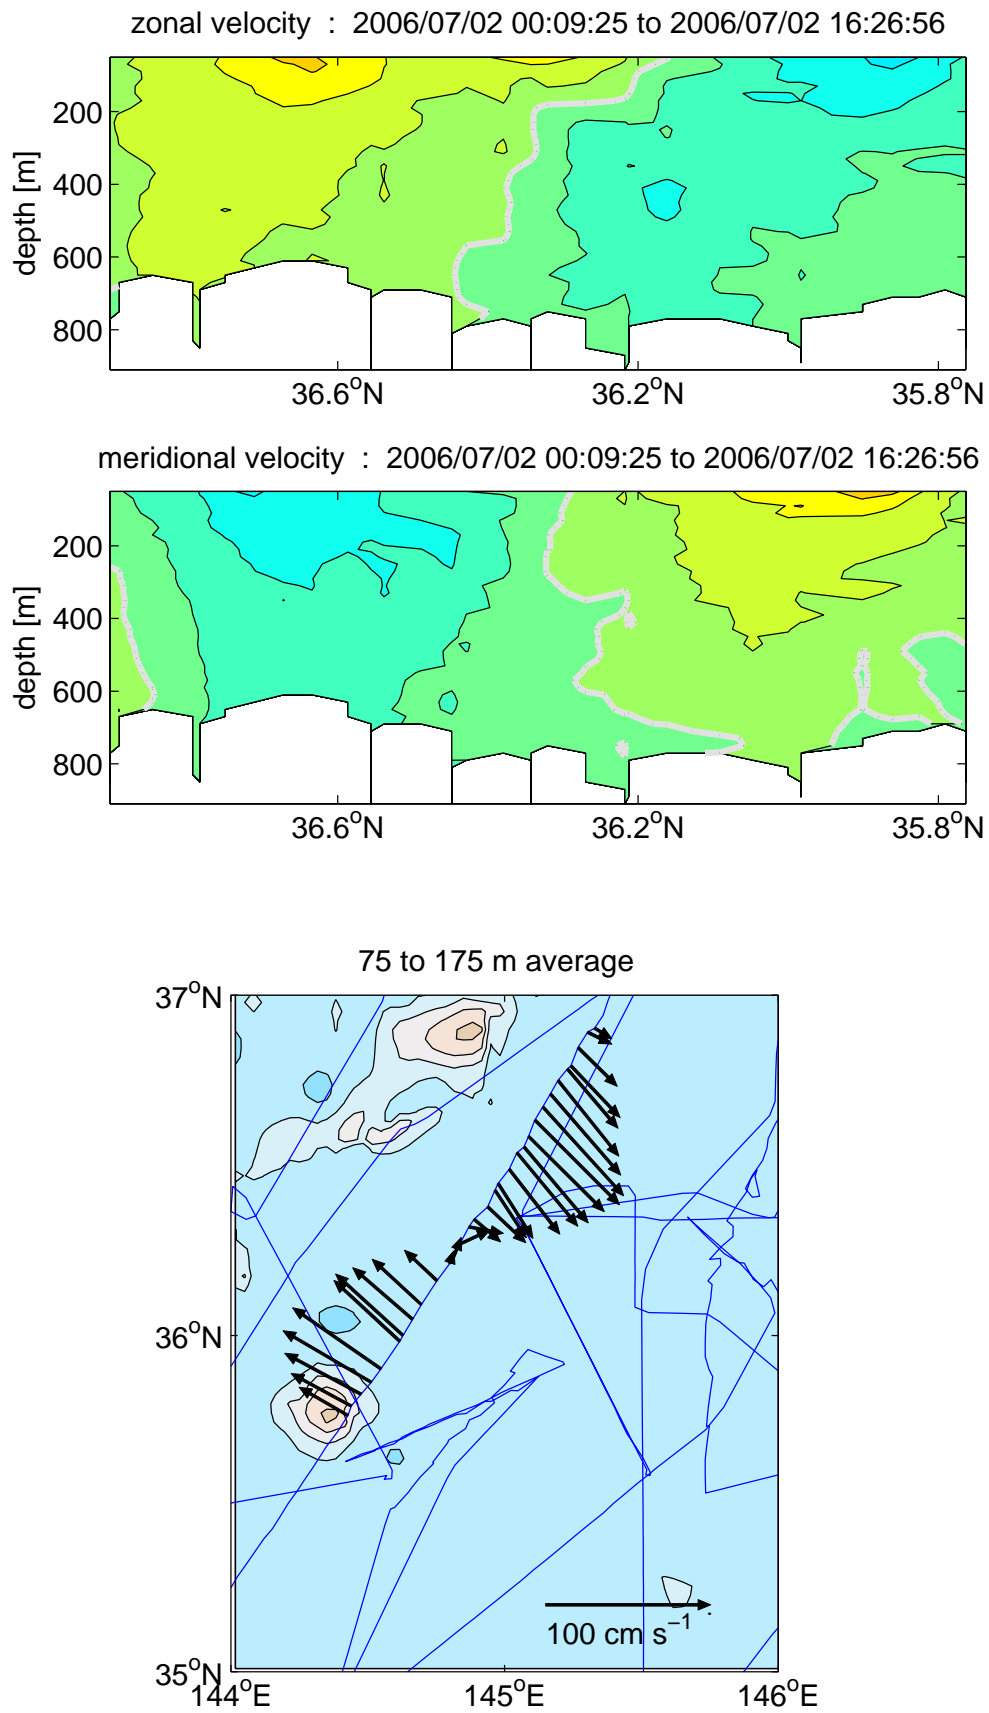 zonal velocity : 2006/07/02 00:09:25 to 2006/07/02 16:26:56
depth [m]
200
400
600
800
36.6°N 36.2°N 35.8°N
meridional velocity : 2006/07/02 00:09:25 to 2006/07/02 16:26:56
depth [m]
200
400
600
800
36.6°N 36.2°N 35.8°N
75 to 175 m average
37°N
36°N
35°N
100 cm s⁻¹
144°E 145°E 146°E